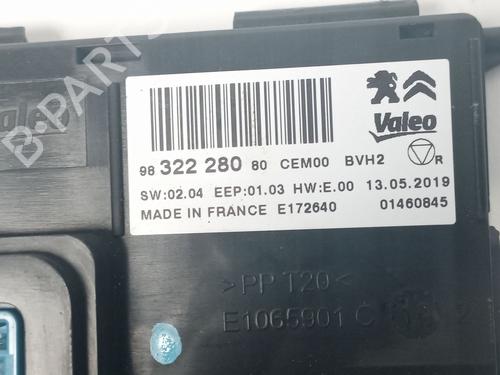 B-PARTS
Valeo
Valeo
98 322 280 80 CEM00 BVH2 R
SW:02.04 EEP:01.03 HW:E.00 13.05.2019
MADE IN FRANCE E172640 01460845
>PP T20<
E1065901 C